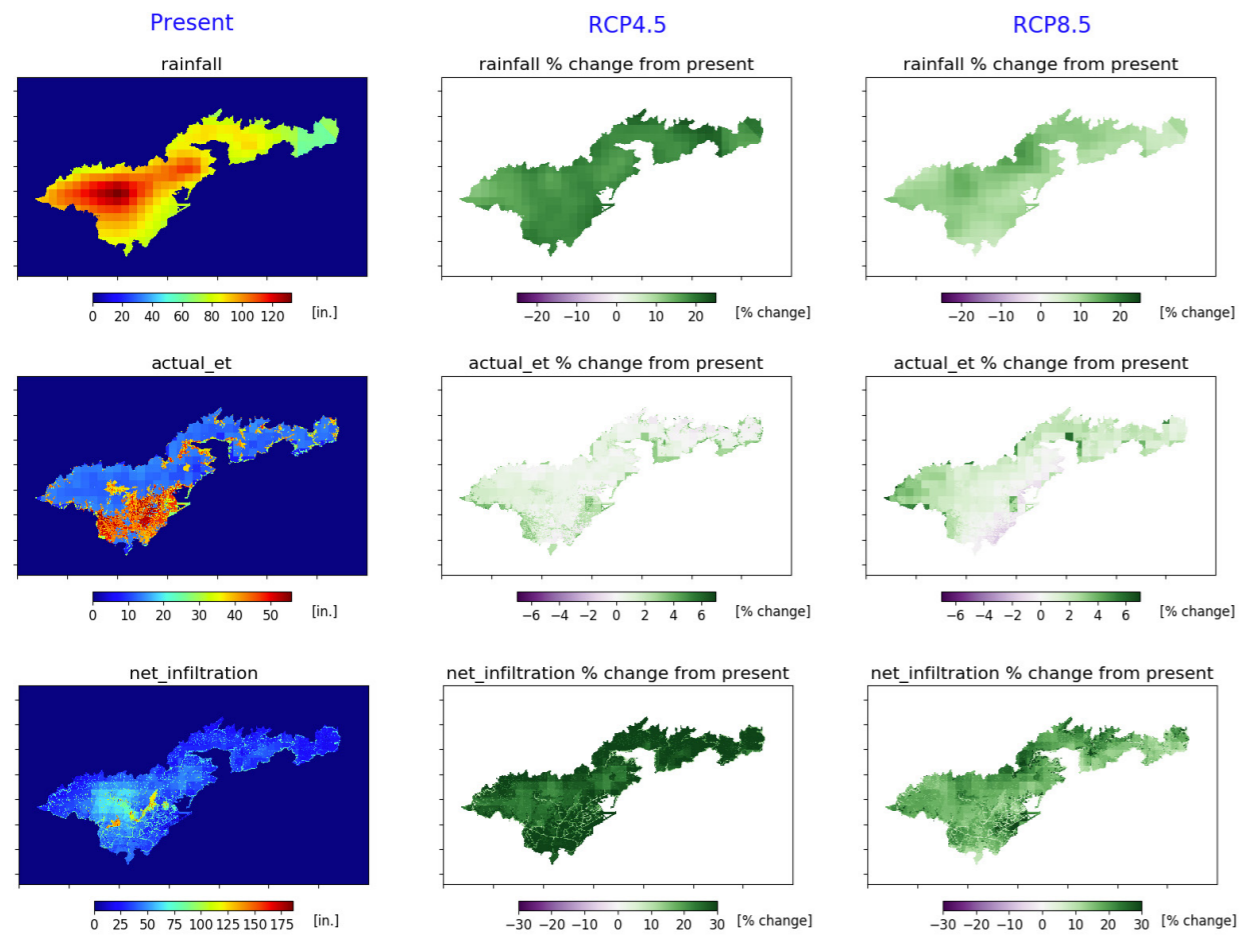 Present RCP4.5 RCP8.5
rainfall rainfall % change from present rainfall % change from present
0 20 40 60 80 100 120 [in.] −20 −10 0 10 20 [% change] −20 −10 0 10 20 [% change]
actual_et actual_et % change from present actual_et % change from present
0 10 20 30 40 50 [in.] −6 −4 −2 0 2 4 6 [% change] −6 −4 −2 0 2 4 6 [% change]
net_infiltration net_infiltration % change from present net_infiltration % change from present
0 25 50 75 100 125 150 175 [in.] −30 −20 −10 0 10 20 30 [% change] −30 −20 −10 0 10 20 30 [% change]